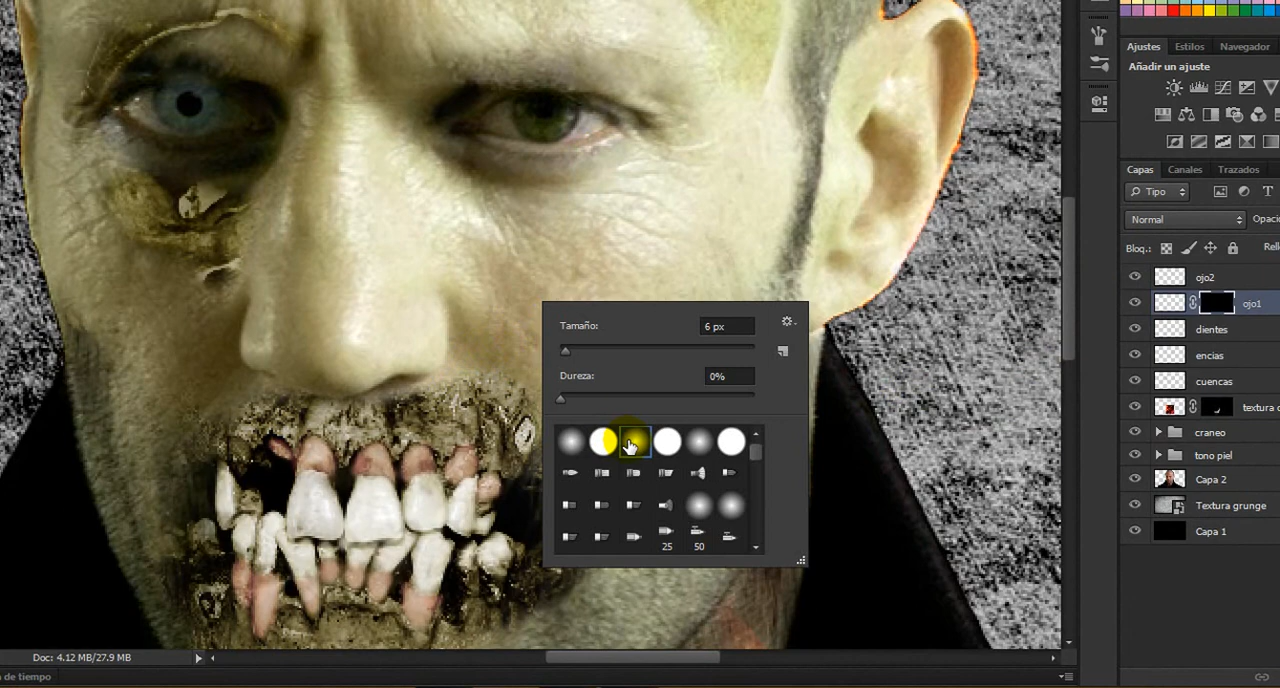 Ajustes Estilos Navegador
Añadir un ajuste
Capas Canales Trazados
Tipo T
Normal Opacio
Bloq.: Rell
ojo2
ojo1
dientes
encias
cuencas
textura c
craneo
tono piel
Capa 2
Textura grunge
Capa 1
Tamaño: 6 px
Dureza: 0%
25 50
Doc: 4.12 MB/27.9 MB
a de tiempo